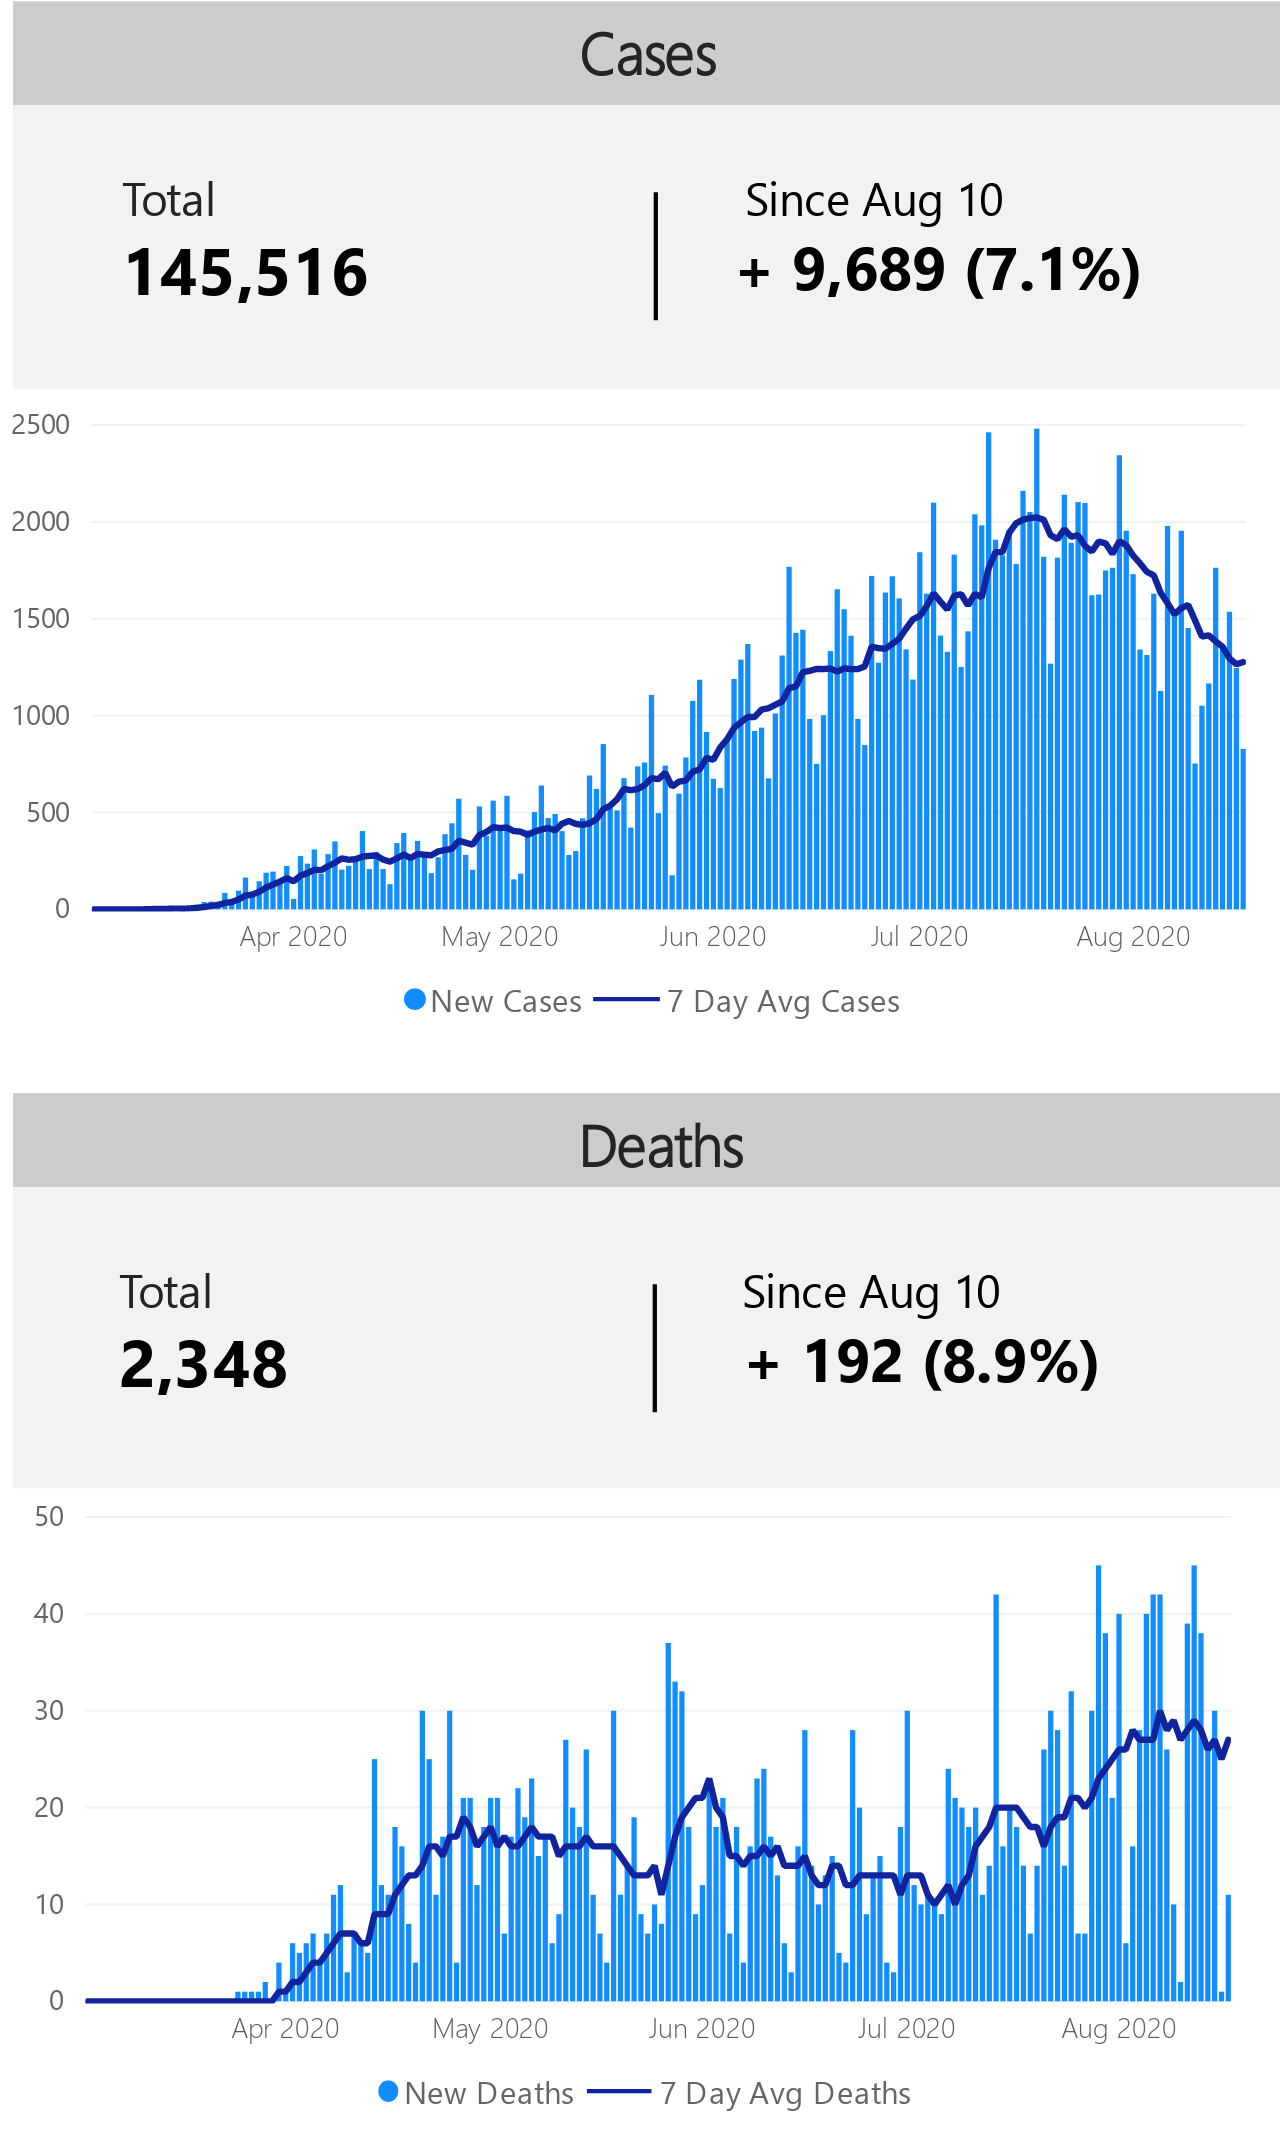 Cases
Total
Since Aug 10
145,516
+ 9,689 (7.1%)
2500
2000
1500
1000
500
0
Apr 2020
May 2020
Jun 2020
Jul 2020
Aug 2020
New Cases
7 Day Avg Cases
Deaths
Total
Since Aug 10
2,348
+ 192 (8.9%)
50
40
30
20
10
0
Apr 2020
May 2020
Jun 2020
Jul 2020
Aug 2020
New Deaths
7 Day Avg Deaths